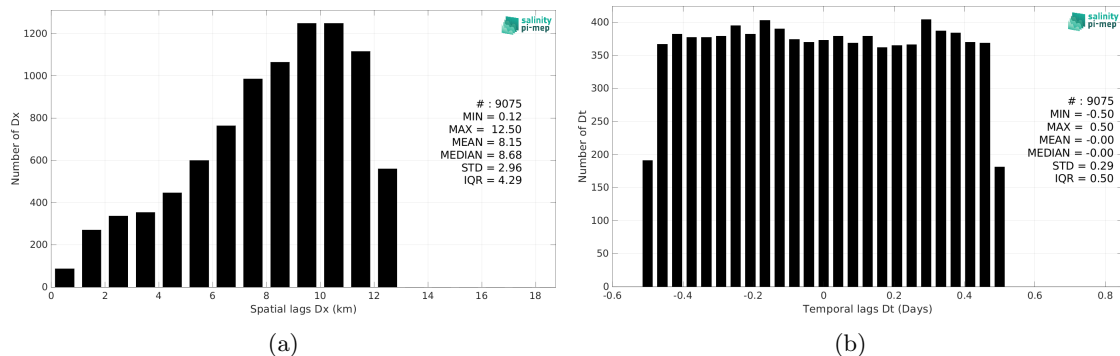 salinity
pi-mep
1200
1000
800
600
400
200
0
Number of Dx
# : 9075
MIN = 0.12
MAX = 12.50
MEAN = 8.15
MEDIAN = 8.68
STD = 2.96
IQR = 4.29
0 2 4 6 8 10 12 14 16 18
Spatial lags Dx (km)
(a)
salinity
pi-mep
400
350
300
250
200
150
100
50
0
Number of Dt
# : 9075
MIN = -0.50
MAX = 0.50
MEAN = -0.00
MEDIAN = -0.00
STD = 0.29
IQR = 0.50
-0.6 -0.4 -0.2 0 0.2 0.4 0.6 0.8
Temporal lags Dt (Days)
(b)